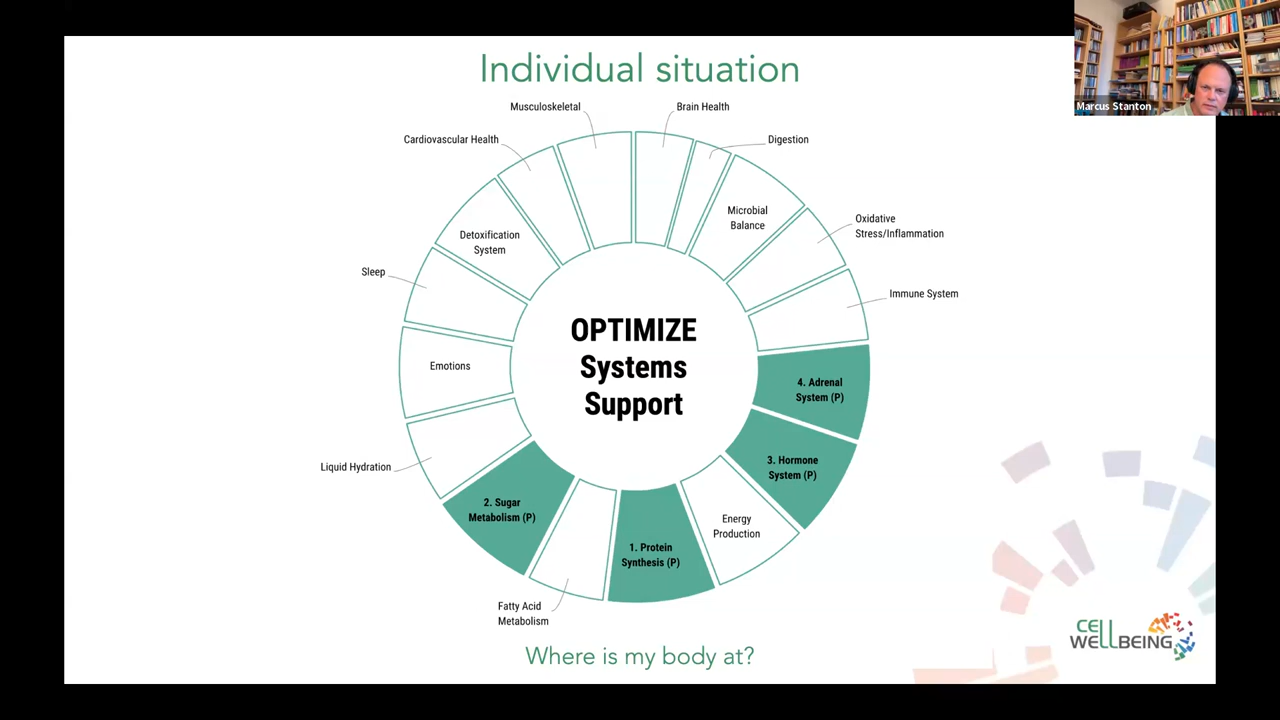 Individual situation
Marcus Stanton
Musculoskeletal
Brain Health
Cardiovascular Health
Digestion
Microbial
Balance
Oxidative
Stress/Inflammation
Detoxification
System
Sleep
Immune System
OPTIMIZE
Systems
Support
Emotions
4. Adrenal
System (P)
Liquid Hydration
3. Hormone
System (P)
2. Sugar
Metabolism (P)
Energy
Production
1. Protein
Synthesis (P)
Fatty Acid
Metabolism
Where is my body at?
CELL
WELLBEING